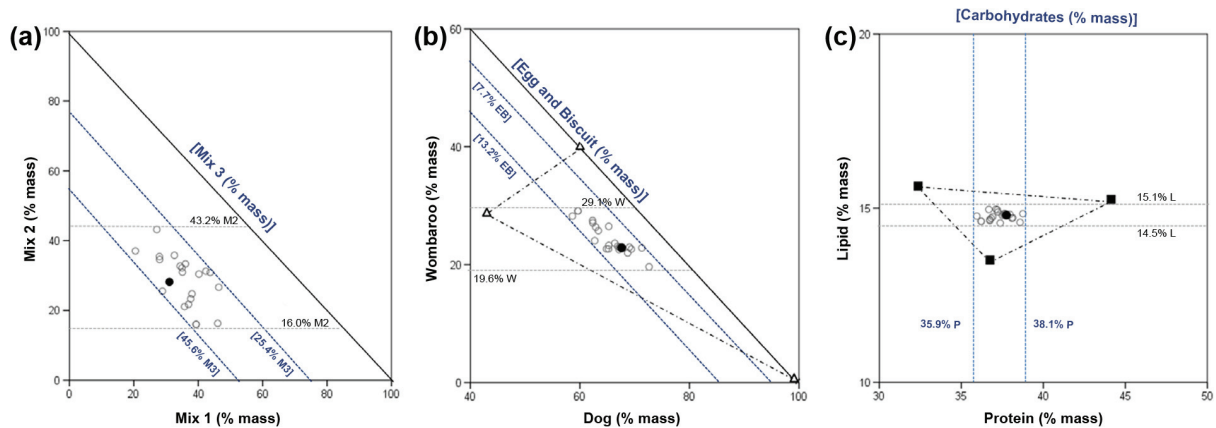 [Carbohydrates (% mass)]
(a)
100
80
60
40
20
0
0
20
40
60
80
100
Mix 2 (% mass)
Mix 1 (% mass)
[Mix 3 (% mass)]
43.2% M2
16.0% M2
[45.6% M3]
[25.4% M3]
(b)
60
40
20
0
40
60
80
100
Wombaroo (% mass)
Dog (% mass)
[Egg and Biscuit (% mass)]
[7.7% EB]
[13.2% EB]
29.1% W
19.6% W
(c)
20
15
10
30
35
40
45
50
Lipid (% mass)
Protein (% mass)
15.1% L
14.5% L
35.9% P
38.1% P